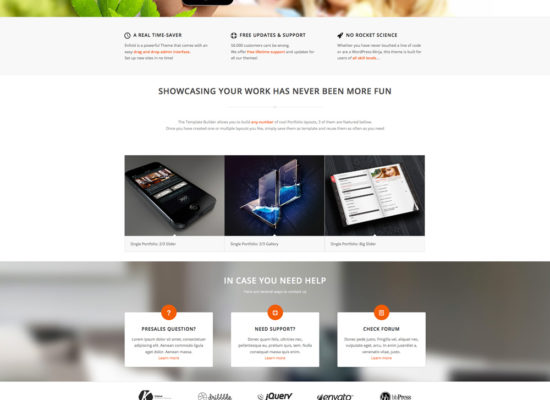 A REAL TIME-SAVER
Enfold is a powerful Theme that comes with an
easy drag and drop admin interface.
Set up new sites in no time!
FREE UPDATES & SUPPORT
50.000 customers cant be wrong.
We offer free lifetime support and updates for
all our themes!
NO ROCKET SCIENCE
Whether you have never touched a line of code
or are a WordPress Ninja, this theme is built for
users of all skill levels...
SHOWCASING YOUR WORK HAS NEVER BEEN MORE FUN
The Template Builder allows you to build any number of cool Portfolio layouts, 3 of them are featured bellow.
Once you have created one or multiple layouts you like, simply save them as template and reuse them as often as you need
Single Portfolio: 2/3 Slider
Single Portfolio: 2/3 Gallery
Single Portfolio: Big Slider
IN CASE YOU NEED HELP
There are several ways to contact us
?
PRESALES QUESTION?
Lorem ipsum dolor sit amet, consectetuer
adipiscing elit. Aenean commodo ligula
eget dolor. Aenean massa.
Learn more
NEED SUPPORT?
Donec quam felis, ultricies nec,
pellentesque eu, pretium quis, sem. Nulla
consequat massa quis enim.
Learn more
CHECK FORUM
Donec pede justo, fringilla vel, aliquet nec,
vulputate eget, arcu. In enim justo, rhoncus ut,
venenatis vitae, justo.
Learn more
dribbble
jQuery
envato
bbPress